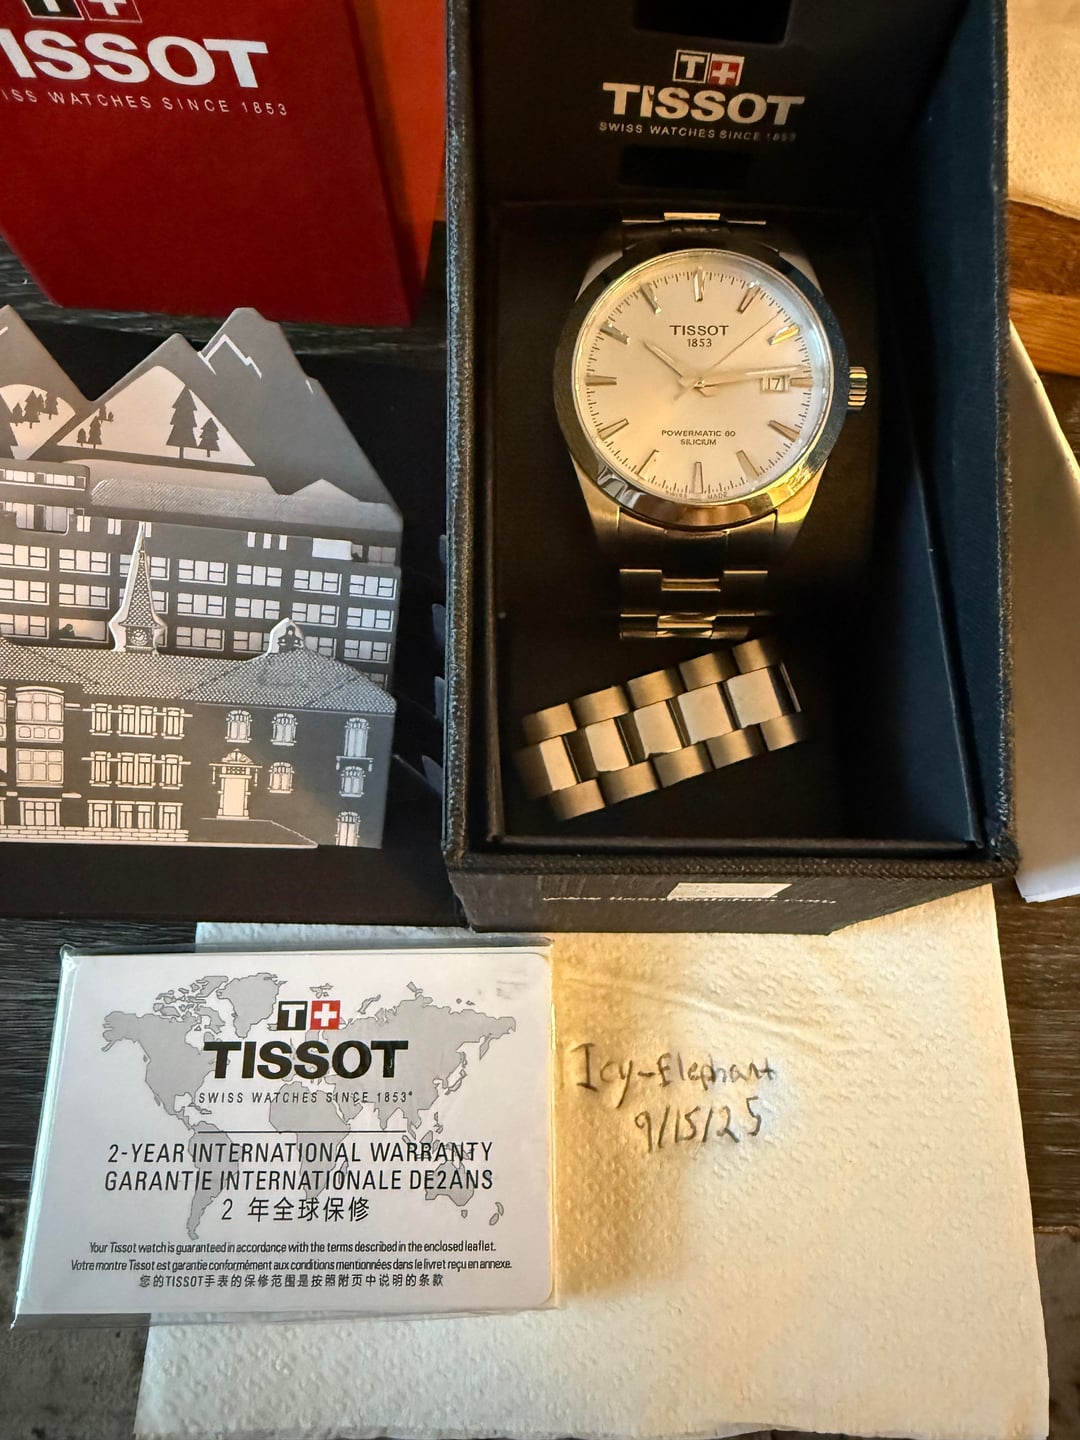 ISSOT
ISS WATCHES SINCE 1853
T+
TISSOT
SWISS WATCHES SINCE 1853
TISSOT
1853
17
POWERMATIC 80
SILICIUM
SWISS MADE
T+
TISSOT
SWISS WATCHES SINCE 1853
2-YEAR INTERNATIONAL WARRANTY
GARANTIE INTERNATIONALE DE2ANS
2 年全球保修
Your Tissot watch is guaranteed in accordance with the terms described in the enclosed leaflet.
Votre montre Tissot est garantie conformément aux conditions mentionnées dans le livret reçu en annexe.
您的TISSOT手表的保修范围是按照附页中说明的条款
Icy-Elephant
9/15/25